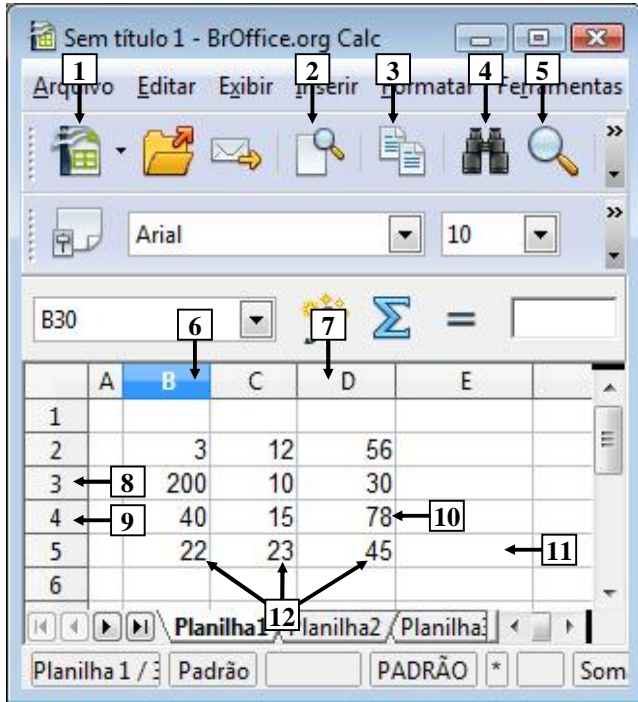 Sem título 1 - BrOffice.org Calc
1 2 3 4 5
Arquivo Editar Exibir Inserir Formatar Ferramentas
»
Arial 10 »
B30 6 7 Σ =
A B C D E
1
2 3 12 56
3 8 200 10 30
4 9 40 15 78 10
5 22 23 45 11
6
12
Planilha1 Planilha2 Planilha3
Planilha 1 / 3 Padrão PADRÃO * Som